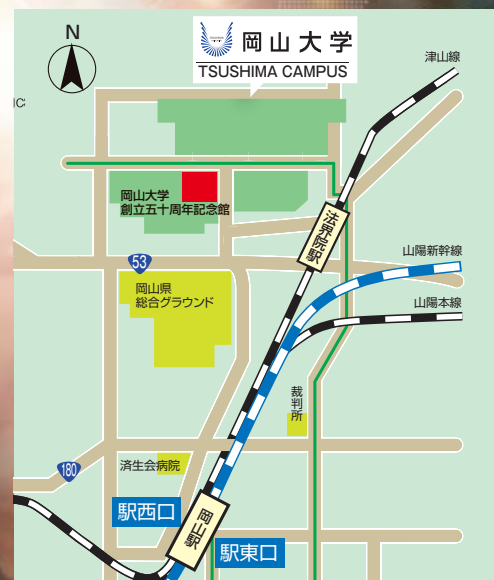 N
岡山大学
TSUSHIMA CAMPUS
津山線
IC
岡山大学
創立五十周年記念館
法界院駅
53
山陽新幹線
岡山県
総合グラウンド
山陽本線
裁判所
180
済生会病院
駅西口
岡山駅
駅東口